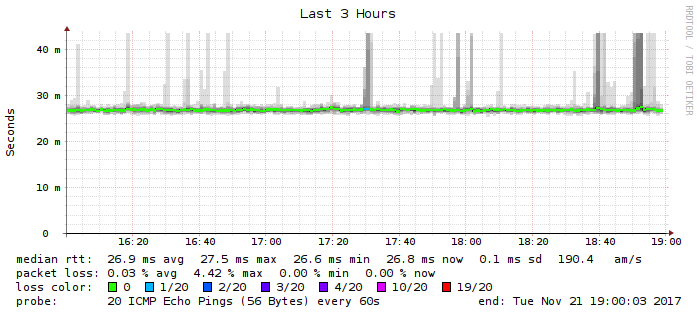 Last 3 Hours
RRDTOOL / TOBI OETIKER
Seconds
40 m
30 m
20 m
10 m
0
16:20 16:40 17:00 17:20 17:40 18:00 18:20 18:40 19:00
median rtt: 26.9 ms avg 27.5 ms max 26.6 ms min 26.8 ms now 0.1 ms sd 190.4 am/s
packet loss: 0.03 % avg 4.42 % max 0.00 % min 0.00 % now
loss color: 0 1/20 2/20 3/20 4/20 10/20 19/20
probe: 20 ICMP Echo Pings (56 Bytes) every 60s end: Tue Nov 21 19:00:03 2017